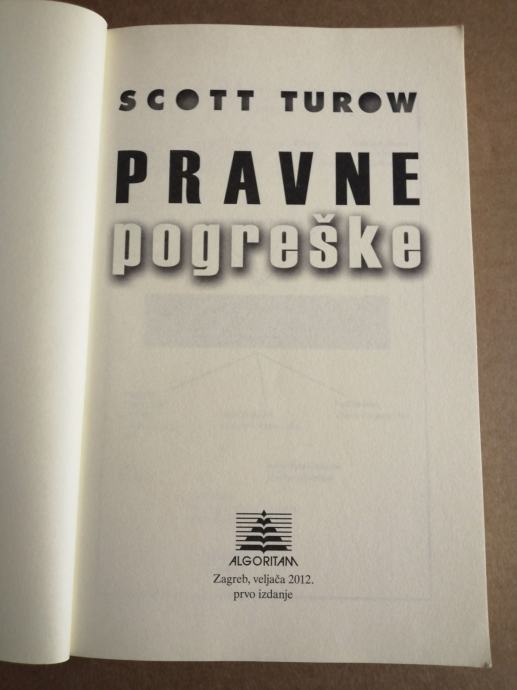 SCOTT TUROW
PRAVNE
pogreške
ALGORITAM
Zagreb, veljača 2012.
prvo izdanje